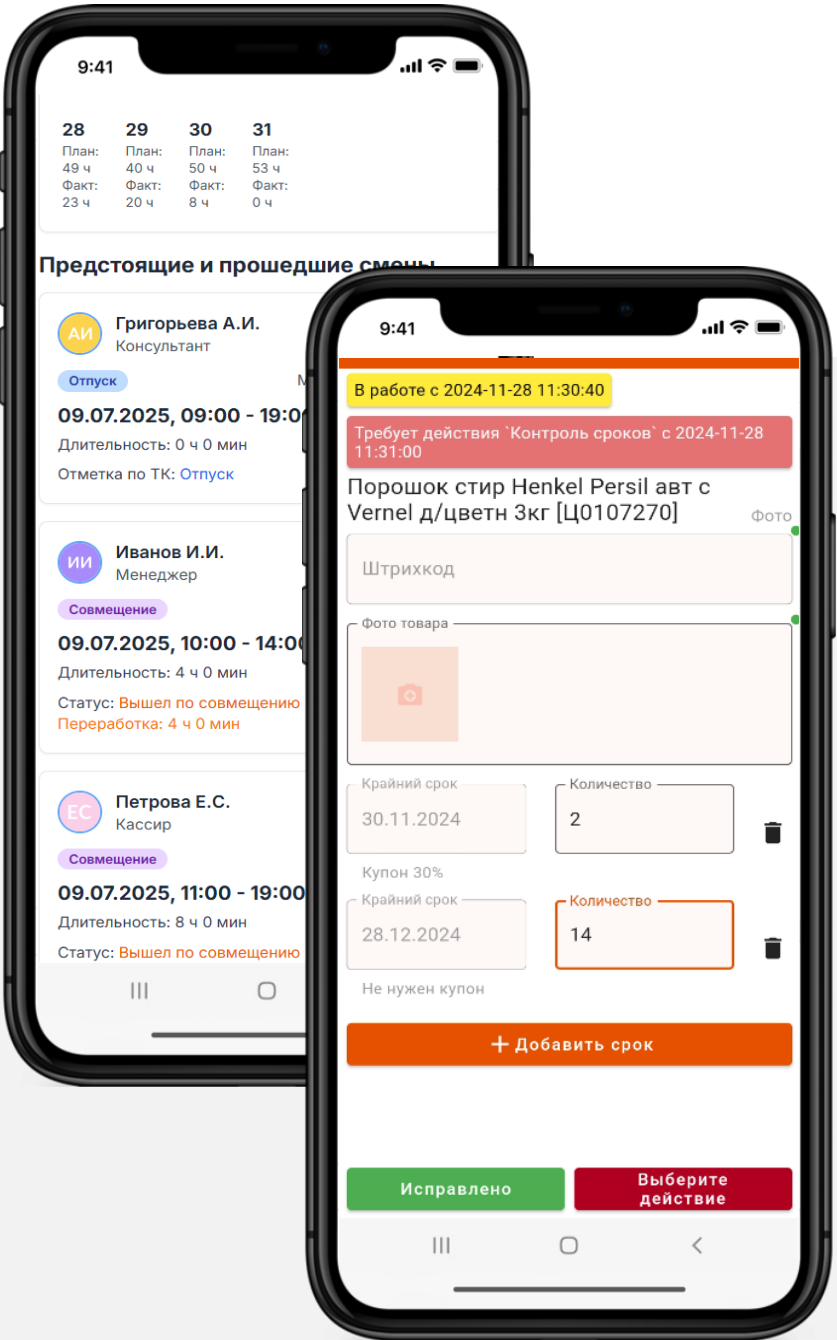 9:41
28 29 30 31
План: План: План: План:
49 ч 40 ч 50 ч 53 ч
Факт: Факт: Факт: Факт:
23 ч 20 ч 8 ч 0 ч
Предстоящие и прошедшие смены
АИ
Григорьева А.И.
Консультант
Отпуск
09.07.2025, 09:00 - 19:0
Длительность: 0 ч 0 мин
Отметка по ТК: Отпуск
ИИ
Иванов И.И.
Менеджер
Совмещение
09.07.2025, 10:00 - 14:00
Длительность: 4 ч 0 мин
Статус: Вышел по совмещению
Переработка: 4 ч 0 мин
ЕС
Петрова Е.С.
Кассир
Совмещение
09.07.2025, 11:00 - 19:00
Длительность: 8 ч 0 мин
Статус: Вышел по совмещению
9:41
В работе с 2024-11-28 11:30:40
Требует действия `Контроль сроков` с 2024-11-28
11:31:00
Порошок стир Henkel Persil авт с
Vernel д/цветн 3кг [Ц0107270]
Фото
Штрихкод
Фото товара
Крайний срок Количество
30.11.2024 2
Купон 30%
Крайний срок Количество
28.12.2024 14
Не нужен купон
+ Добавить срок
Исправлено
Выберите
действие